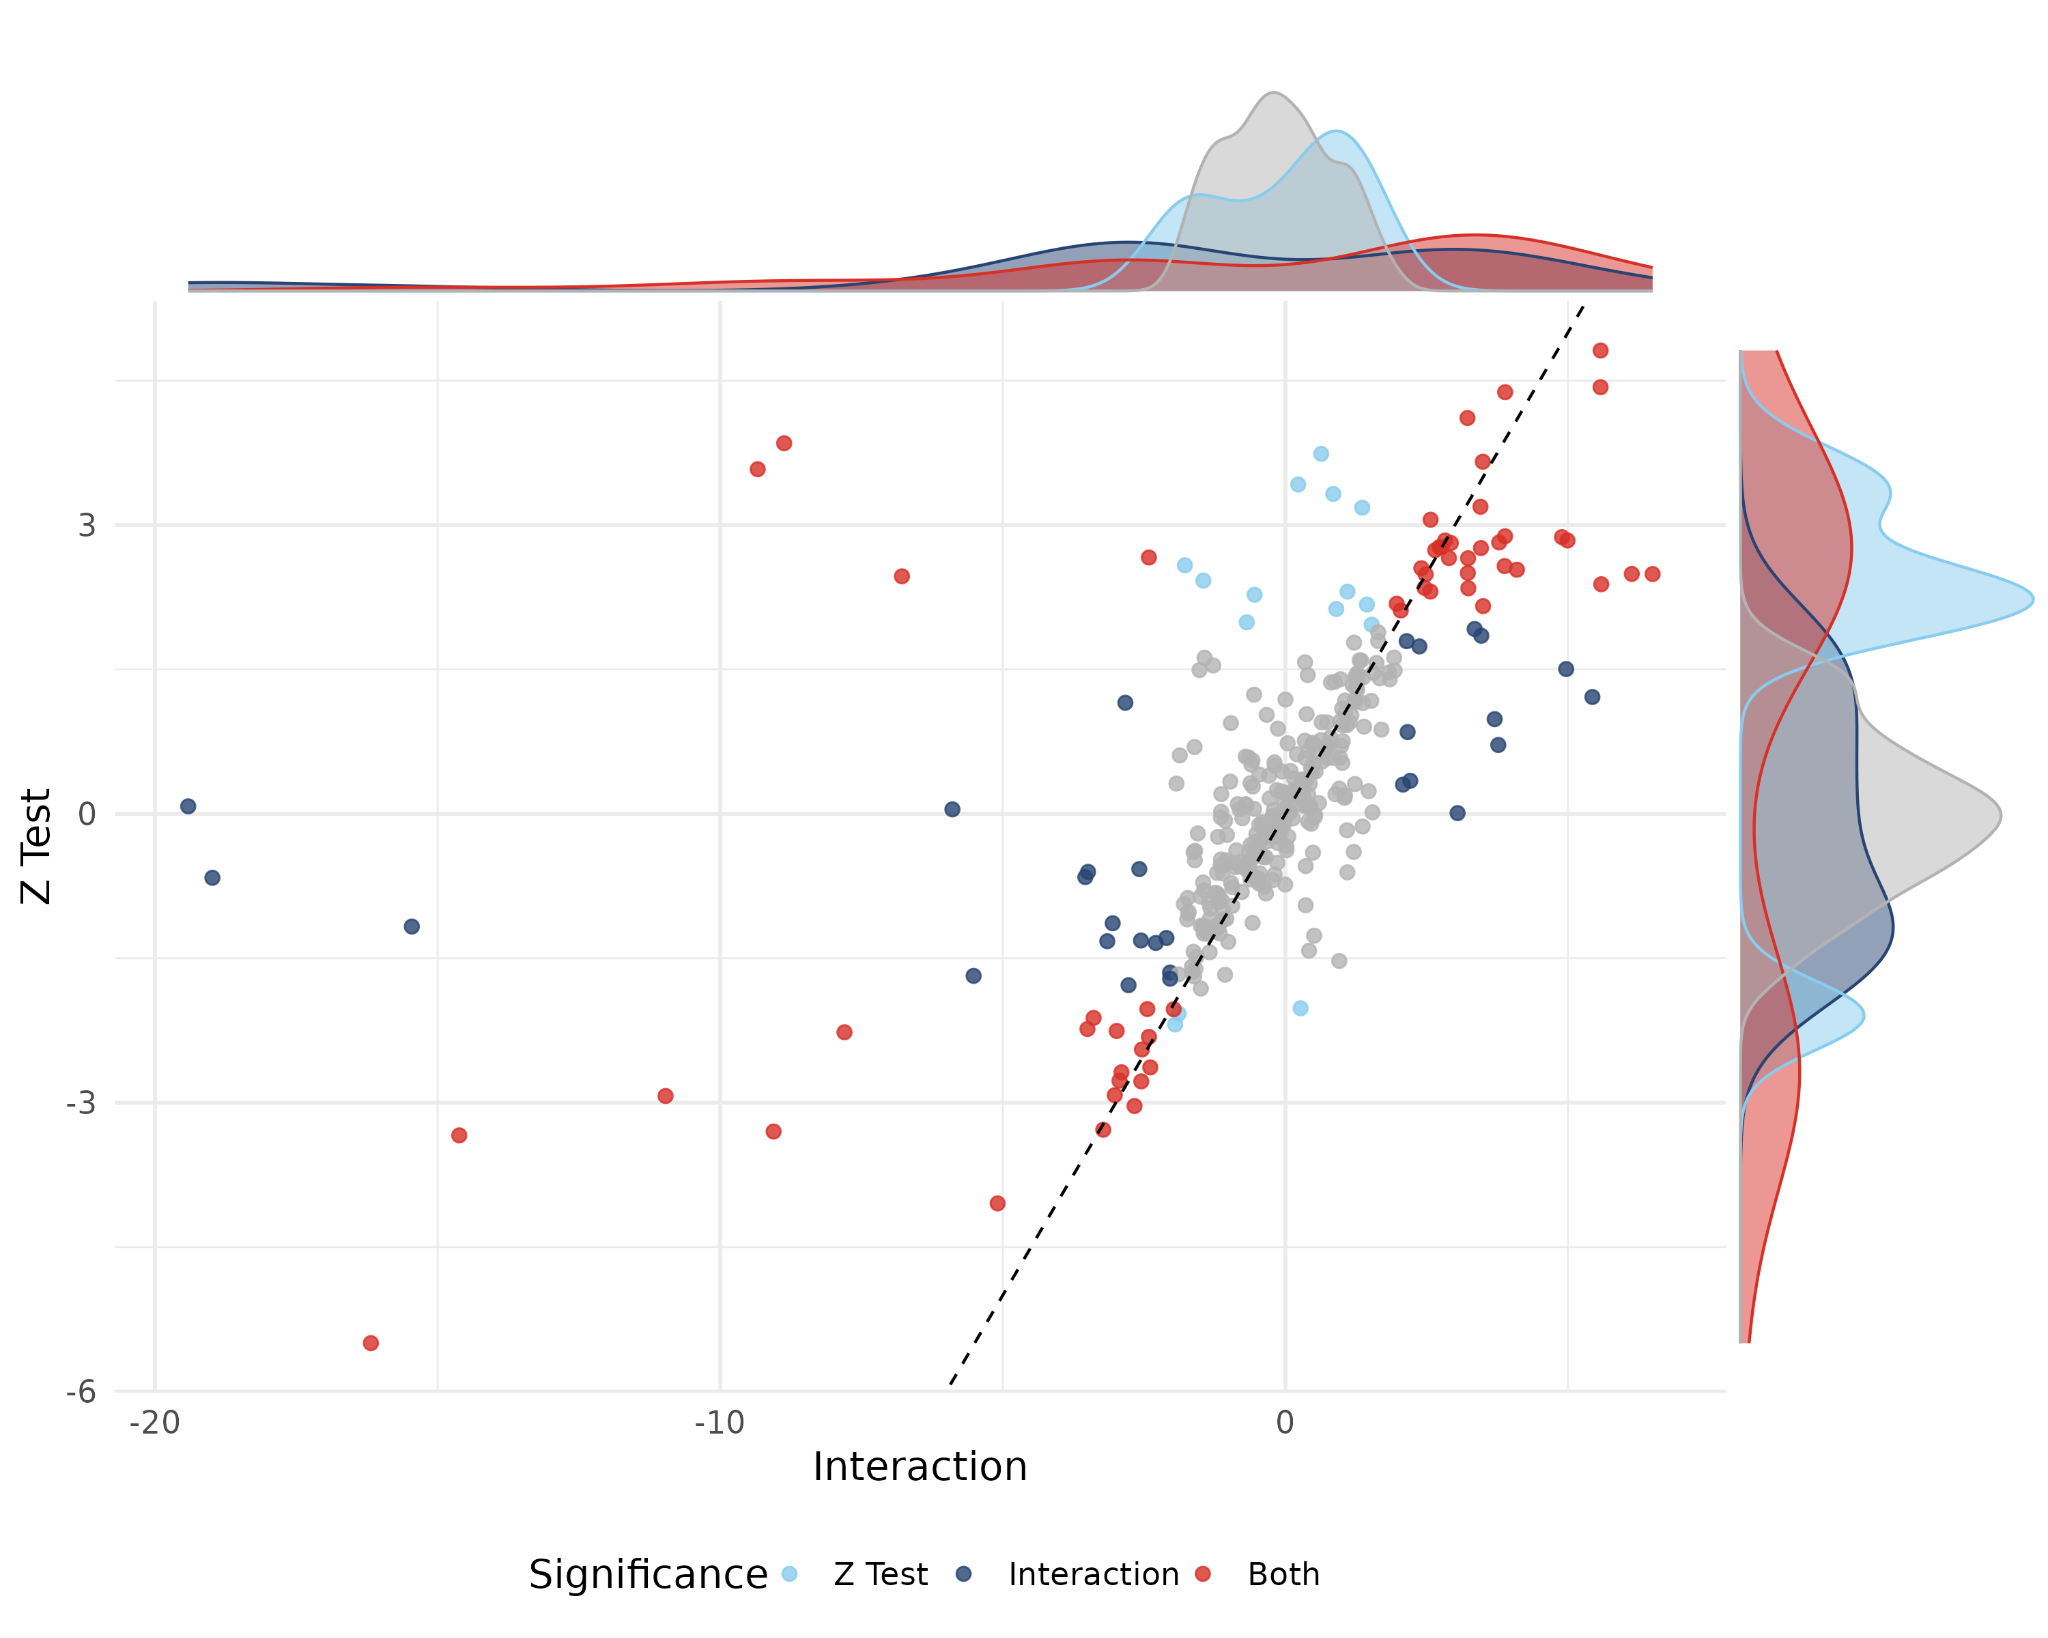 3
0
-3
-6
Z Test
-20 -10 0
Interaction
Significance Z Test Interaction Both